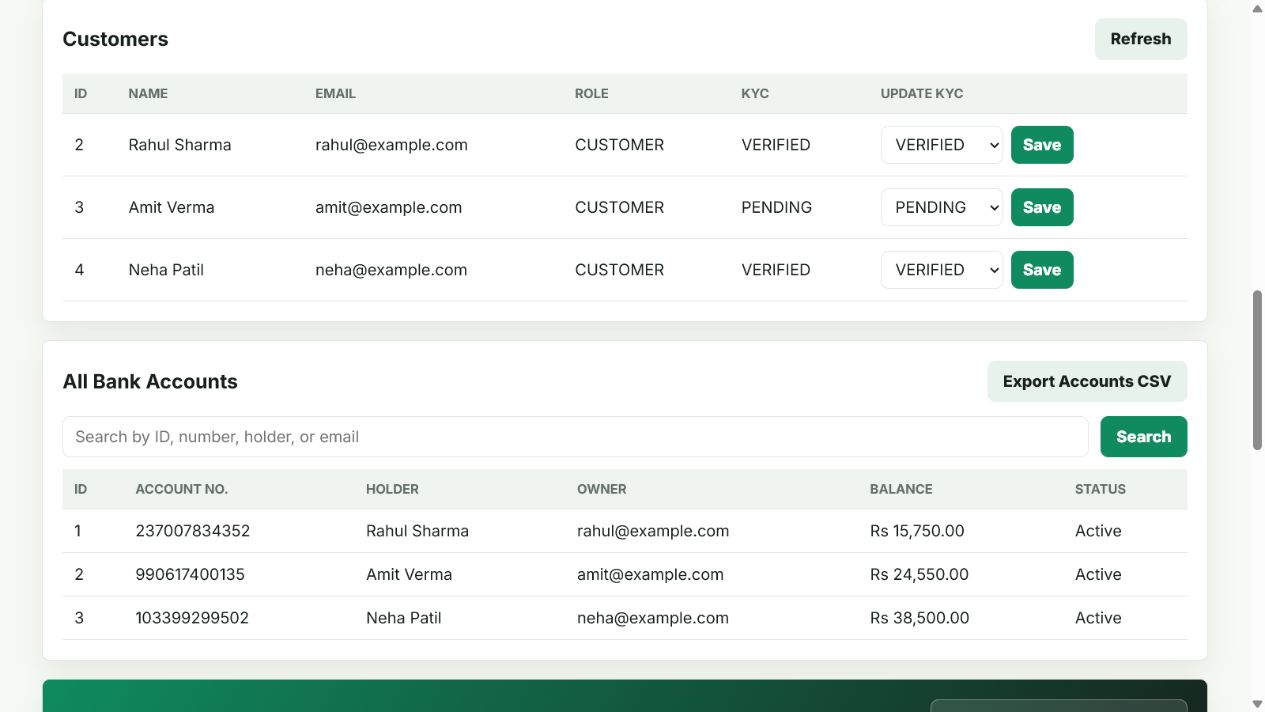 Customers
Refresh
ID NAME EMAIL ROLE KYC UPDATE KYC
2 Rahul Sharma rahul@example.com CUSTOMER VERIFIED VERIFIED Save
3 Amit Verma amit@example.com CUSTOMER PENDING PENDING Save
4 Neha Patil neha@example.com CUSTOMER VERIFIED VERIFIED Save
All Bank Accounts
Export Accounts CSV
Search by ID, number, holder, or email
Search
ID ACCOUNT NO. HOLDER OWNER BALANCE STATUS
1 237007834352 Rahul Sharma rahul@example.com Rs 15,750.00 Active
2 990617400135 Amit Verma amit@example.com Rs 24,550.00 Active
3 103399299502 Neha Patil neha@example.com Rs 38,500.00 Active